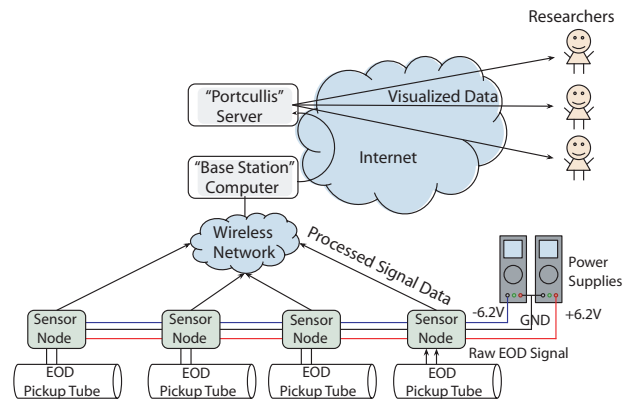 Researchers
"Portcullis"
Server
Visualized Data
Internet
"Base Station"
Computer
Wireless
Network
Processed Signal Data
Power
Supplies
-6.2V
GND
+6.2V
Sensor
Node
Sensor
Node
Sensor
Node
Sensor
Node
Raw EOD Signal
EOD
Pickup Tube
EOD
Pickup Tube
EOD
Pickup Tube
EOD
Pickup Tube